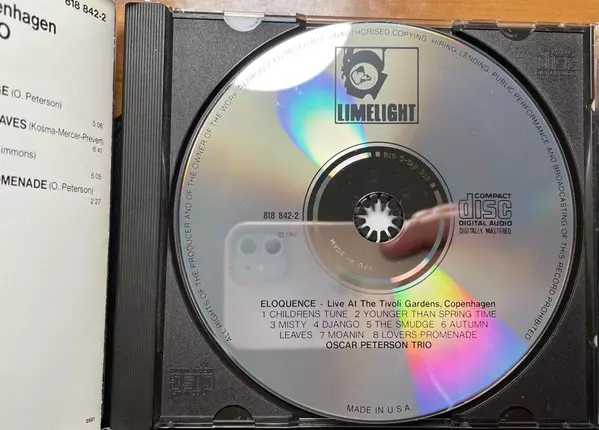 818 842-2
enhagen
IO
GE (O. Peterson)
5:06
AVES (Kosma-Mercer-Prevert)
6:41
immons)
6:05
OMENADE (O. Peterson)
2:27
ALL RIGHTS OF THE PRODUCER AND OF THE OWNER OF THE WORK REPRODUCED RESERVED. UNAUTHORISED COPYING, HIRING, LENDING, PUBLIC PERFORMANCE AND BROADCASTING OF THIS RECORD PROHIBITED
LIMELIGHT
818 842-2
COMPACT
disc
DIGITAL AUDIO
DIGITALLY MASTERED
ELOQUENCE – Live At The Tivoli Gardens, Copenhagen
1 CHILDRENS TUNE 2 YOUNGER THAN SPRING TIME
3 MISTY 4 DJANGO 5 THE SMUDGE 6 AUTUMN
LEAVES 7 MOANIN 8 LOVERS PROMENADE
OSCAR PETERSON TRIO
MADE IN U.S.A